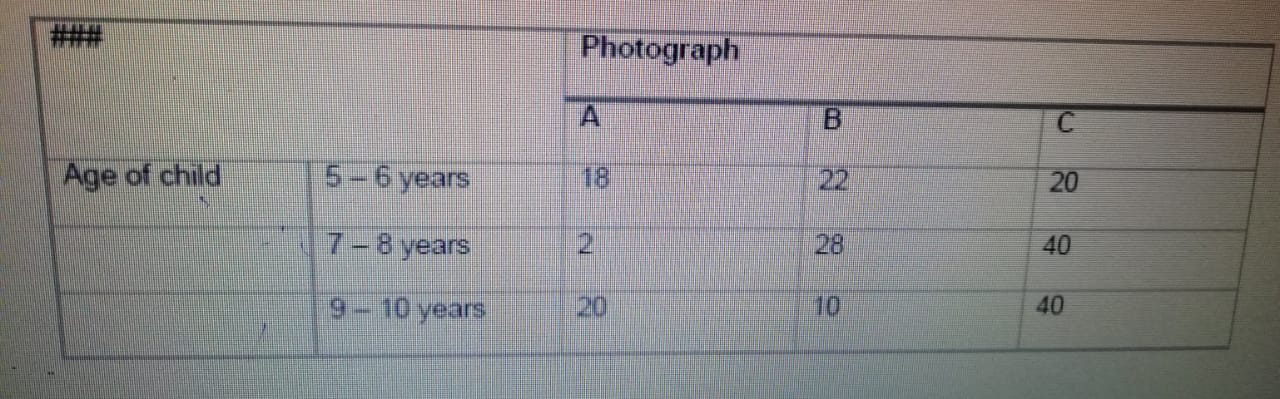 ###
Photograph
A B C
Age of child 5 – 6 years 18 22 20
7 – 8 years 2 28 40
9 – 10 years 20 10 40